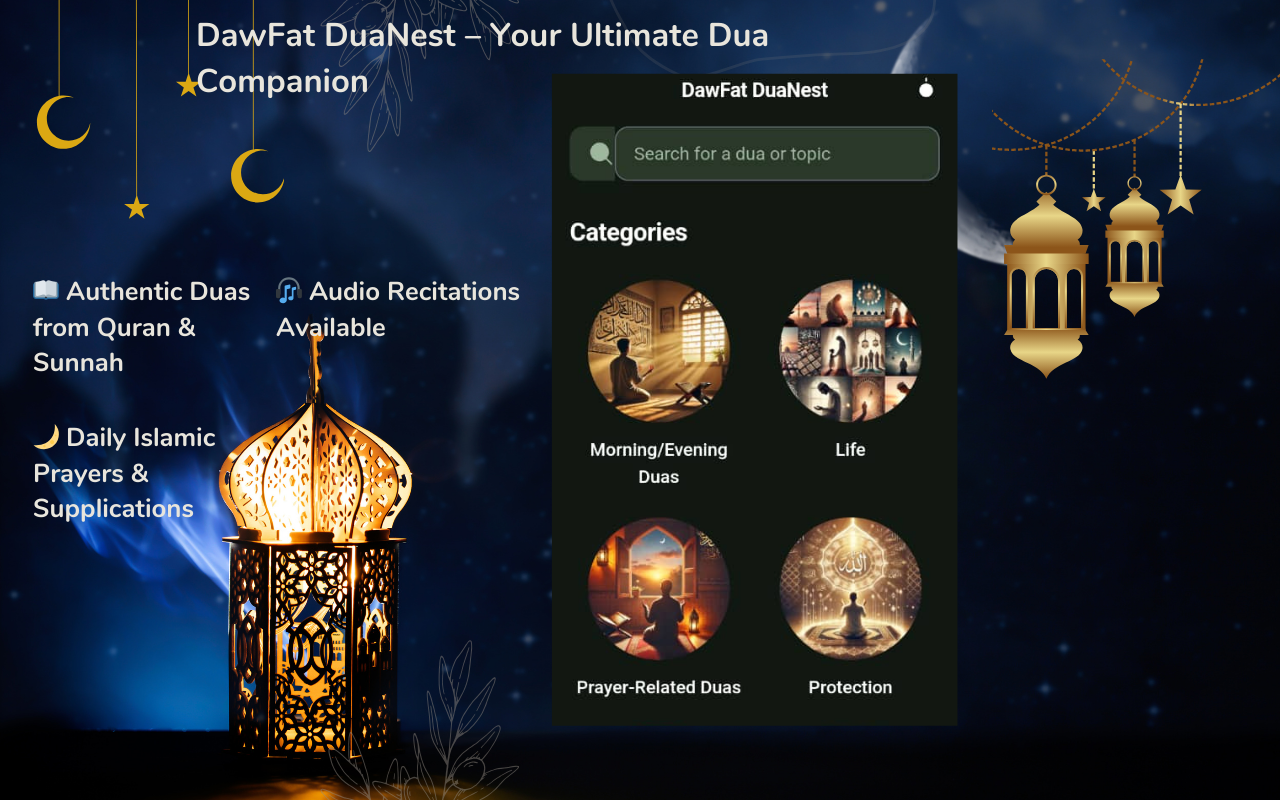 DawFat DuaNest – Your Ultimate Dua
Companion
📖 Authentic Duas
from Quran &
Sunnah
🎧 Audio Recitations
Available
🌙 Daily Islamic
Prayers &
Supplications
DawFat DuaNest
Search for a dua or topic
Categories
Morning/Evening
Duas
Life
Prayer-Related Duas
Protection
الله